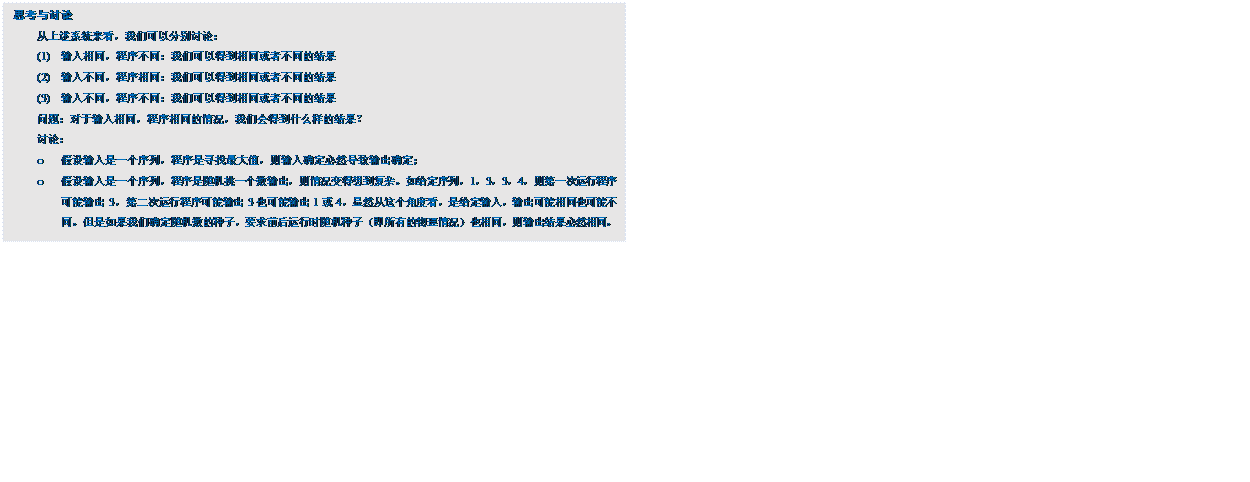 思考与讨论
从上述系统来看，我们可以分别讨论：
(1) 输入相同，程序不同：我们可以得到相同或者不同的结果
(2) 输入不同，程序相同：我们可以得到相同或者不同的结果
(3) 输入不同，程序不同：我们可以得到相同或者不同的结果
问题：对于输入相同，程序相同的情况，我们会得到什么样的结果？
讨论：
o 假设输入是一个序列，程序是寻找最大值，则输入确定必然导致输出确定；
o 假设输入是一个序列，程序是随机挑一个数输出，则情况变得复杂。如给定序列，1，3，3，4，则第一次运行程序
可能输出 3，第二次运行程序可能输出 3 也可能输出 1 或 4，虽然从这个角度看，是给定输入，输出可能相同也可能不
同，但是如果我们确定随机数的种子，要求前后运行时随机种子（即所有的物理情况）也相同，则输出结果必然相同。